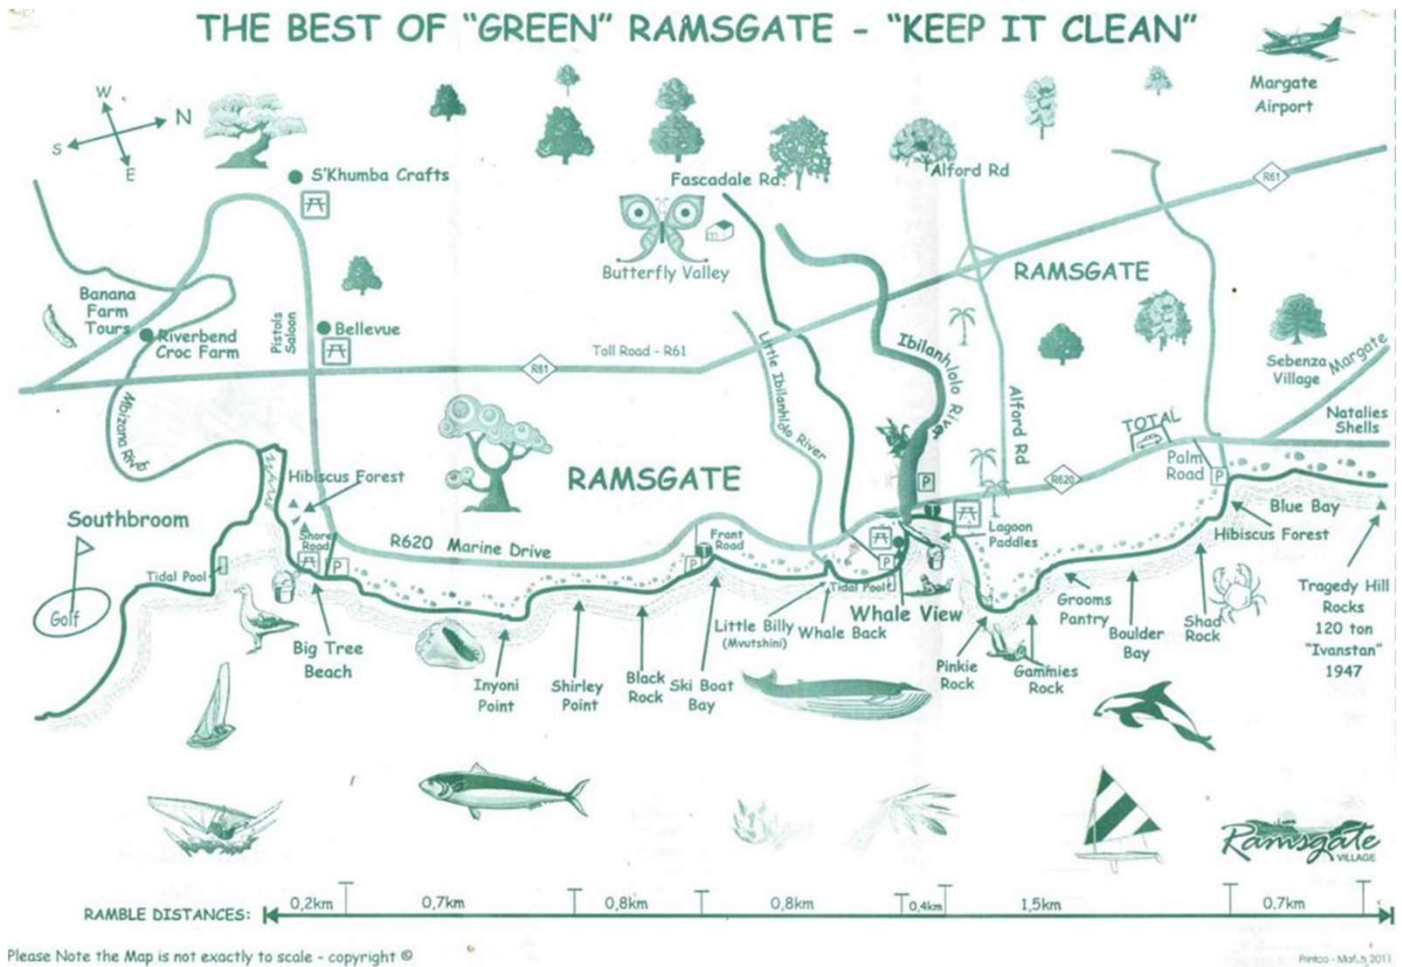 THE BEST OF “GREEN” RAMSGATE - “KEEP IT CLEAN”
Margate
Airport
W
N
S
E
S'Khumba Crafts
Fascadale Rd.
Alford Rd
R61
Butterfly Valley
RAMSGATE
Banana
Farm
Tours
Riverbend
Croc Farm
Pistols
Saloon
Bellevue
Toll Road - R61
R61
Little Ibilanhlolo River
Ibilanhlolo River
Alford Rd
Sebenza
Village
Margate
Natalies
Shells
TOTAL
Palm
Road
P
Mbizana River
Hibiscus Forest
RAMSGATE
R620
P
Southbroom
Golf
Tidal Pool
Shore
Road
P
R620 Marine Drive
Front
Road
P
P
Lagoon
Paddles
Blue Bay
Hibiscus Forest
Tidal Pool
Whale View
Little Billy
(Mvutshini)
Whale Back
Big Tree
Beach
Inyoni
Point
Shirley
Point
Black
Rock
Ski Boat
Bay
Pinkie
Rock
Gammies
Rock
Grooms
Pantry
Boulder
Bay
Shad
Rock
Tragedy Hill
Rocks
120 ton
"Ivanstan"
1947
Ramsgate
VILLAGE
RAMBLE DISTANCES:
0,2km
0,7km
0,8km
0,8km
0,4km
1,5km
0.7km
Please Note the Map is not exactly to scale - copyright ©
2011